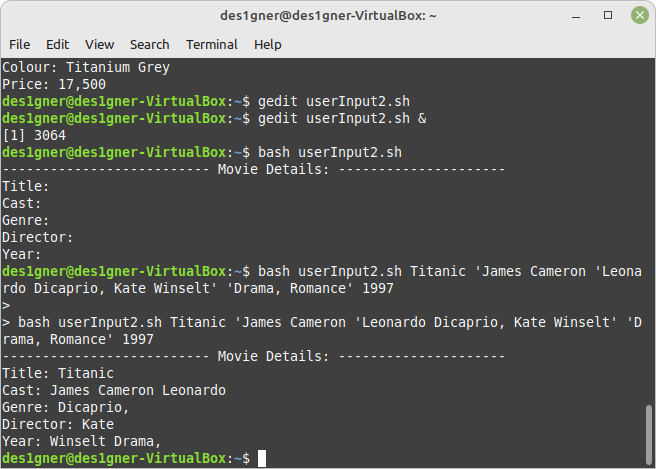 des1gner@des1gner-VirtualBox: ~
File Edit View Search Terminal Help
Colour: Titanium Grey
Price: 17,500
des1gner@des1gner-VirtualBox:~$ gedit userInput2.sh
des1gner@des1gner-VirtualBox:~$ gedit userInput2.sh &
[1] 3064
des1gner@des1gner-VirtualBox:~$ bash userInput2.sh
-------------------------- Movie Details: ---------------------
Title:
Cast:
Genre:
Director:
Year:
des1gner@des1gner-VirtualBox:~$ bash userInput2.sh Titanic 'James Cameron 'Leona
rdo Dicaprio, Kate Winselt' 'Drama, Romance' 1997
>
> bash userInput2.sh Titanic 'James Cameron 'Leonardo Dicaprio, Kate Winselt' 'D
rama, Romance' 1997
-------------------------- Movie Details: ---------------------
Title: Titanic
Cast: James Cameron Leonardo
Genre: Dicaprio,
Director: Kate
Year: Winselt Drama,
des1gner@des1gner-VirtualBox:~$